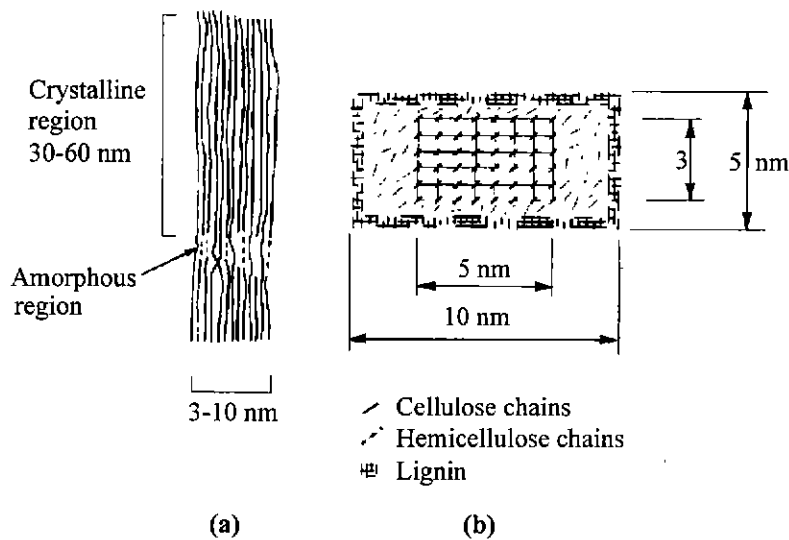 Crystalline
region
30-60 nm
Amorphous
region
3-10 nm
(a)
3
5 nm
5 nm
10 nm
Cellulose chains
Hemicellulose chains
Lignin
(b)